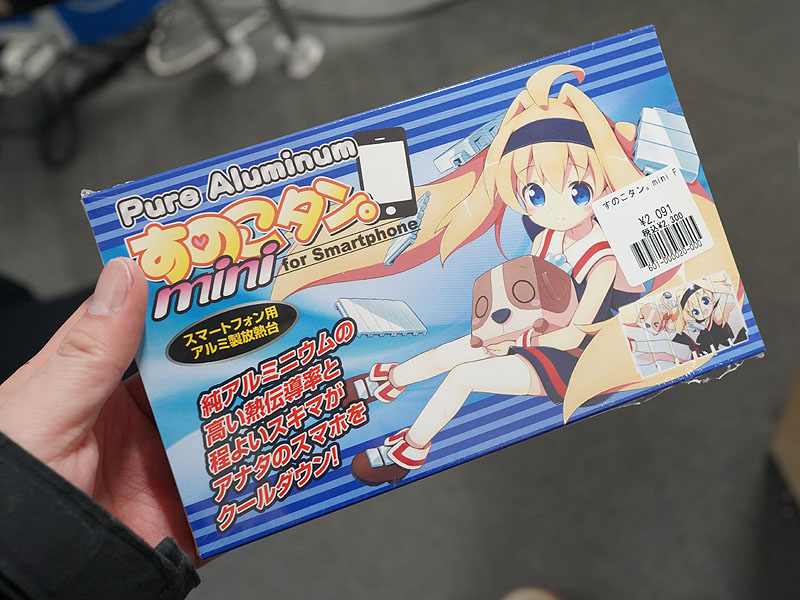 Pure Aluminum
すのこタン。
mini
for Smartphone
スマートフォン用
アルミ製放熱台
純アルミニウムの
高い熱伝導率と
程よいスキマが
アナタのスマホを
クールダウン!
すのこタン。mini F
¥2,091
税込¥2,300
601-000020-000